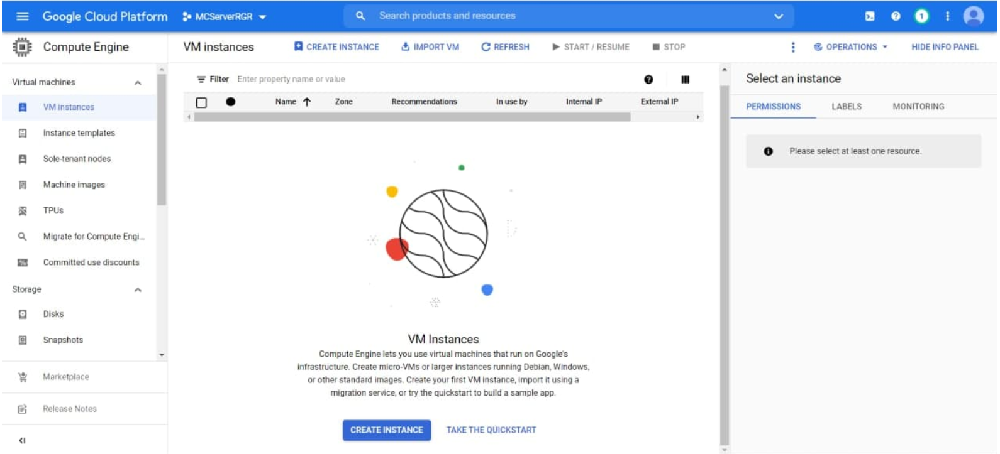 Google Cloud Platform
MCServerRGR
Search products and resources
1
Compute Engine
VM instances
CREATE INSTANCE
IMPORT VM
REFRESH
START / RESUME
STOP
OPERATIONS
HIDE INFO PANEL
Virtual machines
VM instances
Instance templates
Sole-tenant nodes
Machine images
TPUs
Migrate for Compute Engi...
Committed use discounts
Storage
Disks
Snapshots
Marketplace
Release Notes
Filter Enter property name or value
Name Zone Recommendations In use by Internal IP External IP
VM Instances
Compute Engine lets you use virtual machines that run on Google's
infrastructure. Create micro-VMs or larger instances running Debian, Windows,
or other standard images. Create your first VM instance, import it using a
migration service, or try the quickstart to build a sample app.
CREATE INSTANCE
TAKE THE QUICKSTART
Select an instance
PERMISSIONS
LABELS
MONITORING
Please select at least one resource.